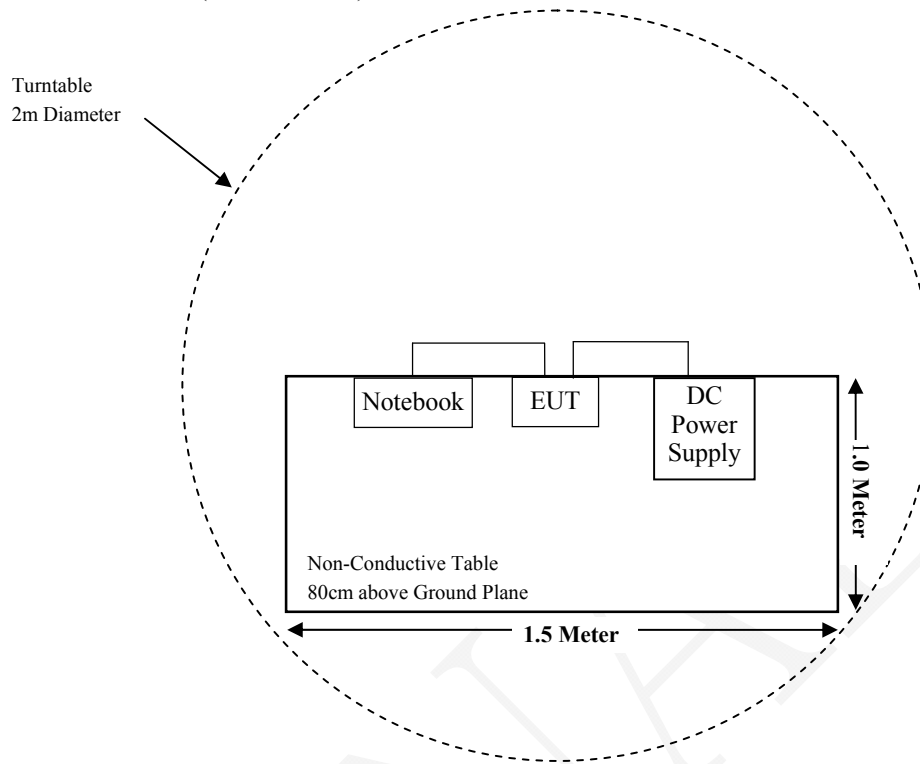 Turntable
2m Diameter
Notebook
EUT
DC
Power
Supply
1.0 Meter
Non-Conductive Table
80cm above Ground Plane
1.5 Meter